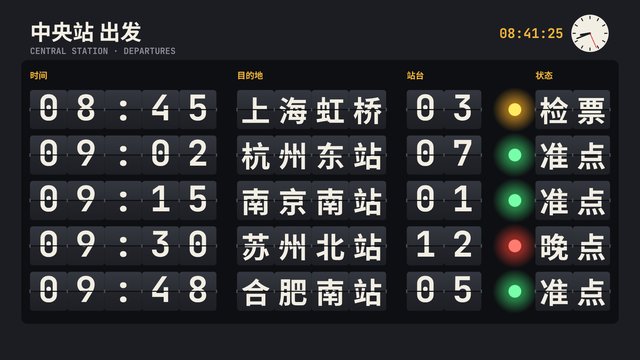 中央站 出发
CENTRAL STATION · DEPARTURES
08:41:25
时间 目的地 站台 状态
08:45 上海虹桥 03 检票
09:02 杭州东站 07 准点
09:15 南京南站 01 准点
09:30 苏州北站 12 晚点
09:48 合肥南站 05 准点